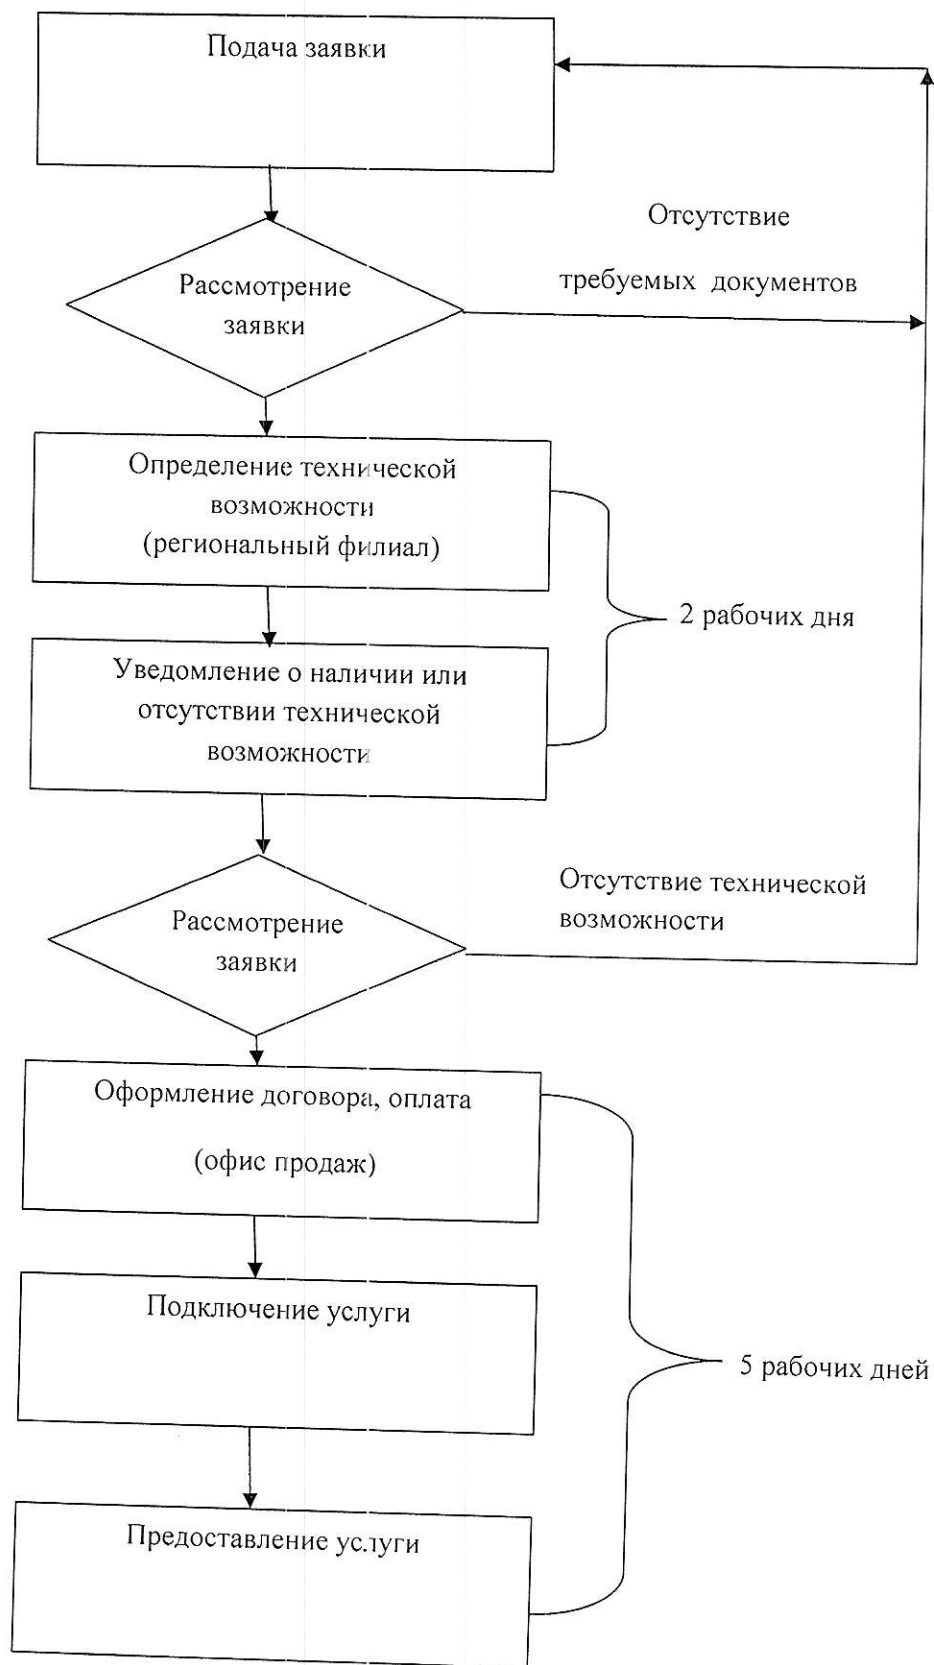 Подача заявки
Отсутствие
требуемых документов
Рассмотрение
заявки
Определение технической
возможности
(региональный филиал)
2 рабочих дня
Уведомление о наличии или
отсутствии технической
возможности
Отсутствие технической
возможности
Рассмотрение
заявки
Оформление договора, оплата
(офис продаж)
Подключение услуги
5 рабочих дней
Предоставление услуги